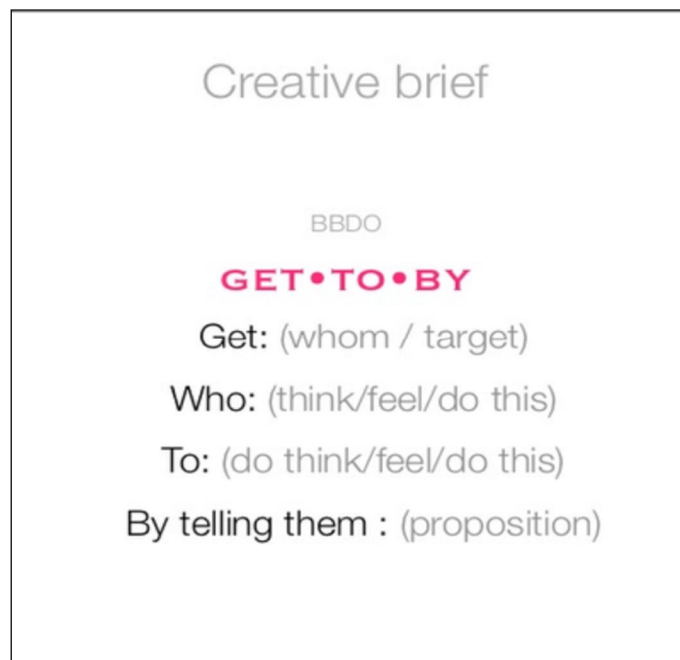 Creative brief
BBDO
GET•TO•BY
Get: (whom / target)
Who: (think/feel/do this)
To: (do think/feel/do this)
By telling them : (proposition)